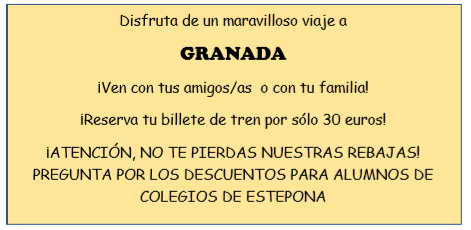 Disfruta de un maravilloso viaje a
GRANADA
¡Ven con tus amigos/as o con tu familia!
¡Reserva tu billete de tren por sólo 30 euros!
¡ATENCIÓN, NO TE PIERDAS NUESTRAS REBAJAS!
PREGUNTA POR LOS DESCUENTOS PARA ALUMNOS DE
COLEGIOS DE ESTEPONA